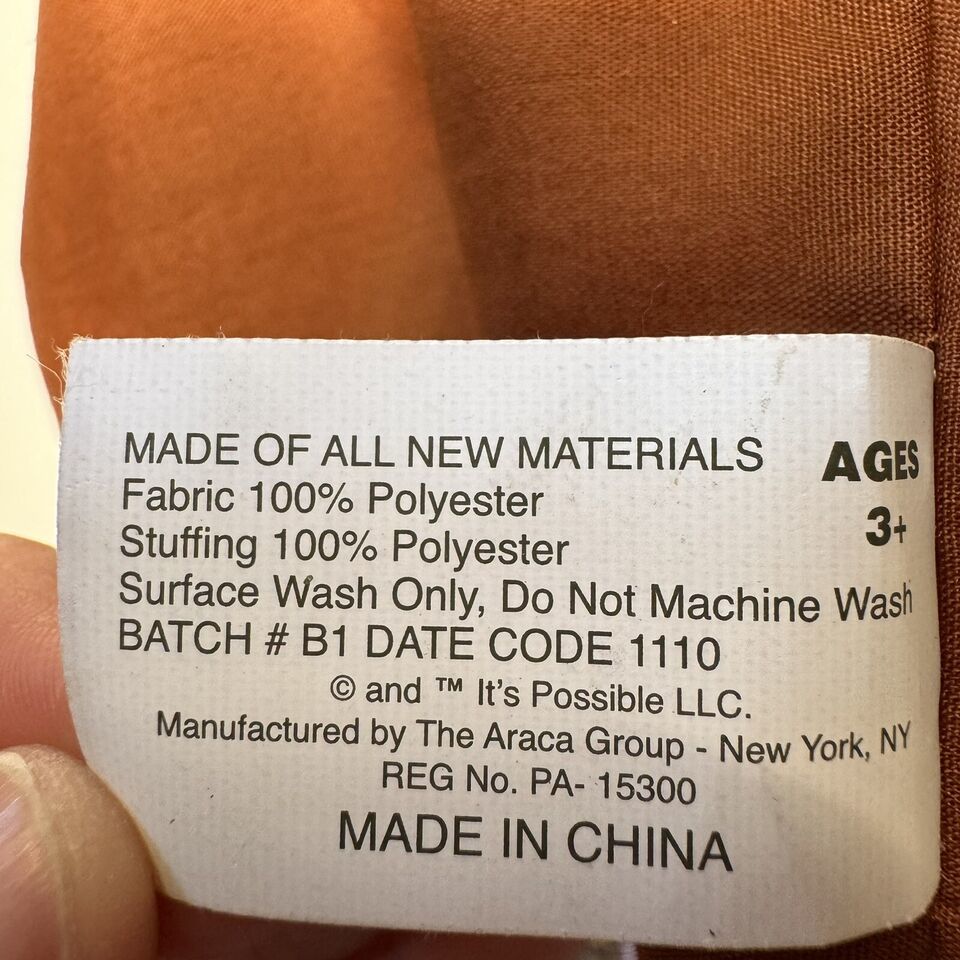 MADE OF ALL NEW MATERIALS
AGES
3+
Fabric 100% Polyester
Stuffing 100% Polyester
Surface Wash Only, Do Not Machine Wash
BATCH # B1 DATE CODE 1110
© and ™ It's Possible LLC.
Manufactured by The Araca Group - New York, NY
REG No. PA- 15300
MADE IN CHINA